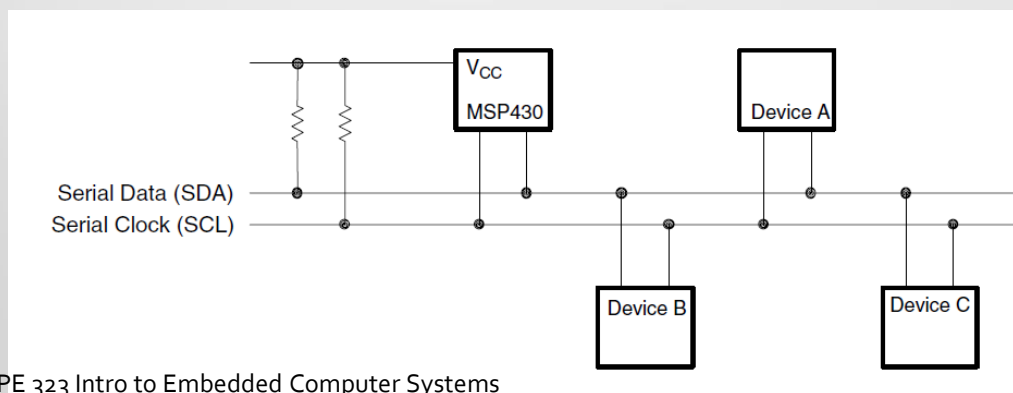 VCC
MSP430
Device A
Serial Data (SDA)
Serial Clock (SCL)
Device B
Device C
PE 323 Intro to Embedded Computer Systems